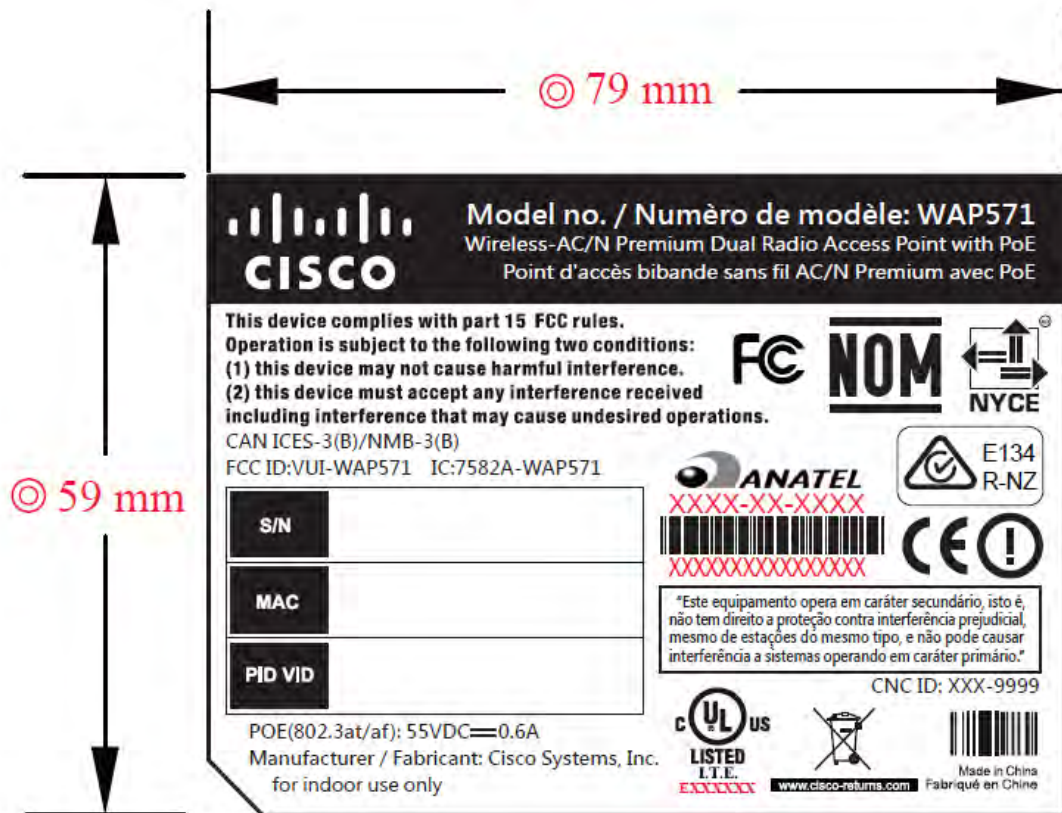 ◎ 79 mm
◎ 59 mm
CISCO
Model no. / Numèro de modèle: WAP571
Wireless-AC/N Premium Dual Radio Access Point with PoE
Point d'accès bibande sans fil AC/N Premium avec PoE
This device complies with part 15 FCC rules.
Operation is subject to the following two conditions:
(1) this device may not cause harmful interference.
(2) this device must accept any interference received
including interference that may cause undesired operations.
CAN ICES-3(B)/NMB-3(B)
FCC ID:VUI-WAP571 IC:7582A-WAP571
FC
NOM
NYCE
ANATEL
XXXX-XX-XXXX
XXXXXXXXXXXXXXX
E134
R-NZ
CE
S/N
MAC
PID VID
"Este equipamento opera em caráter secundário, isto é,
não tem direito a proteção contra interferência prejudicial,
mesmo de estações do mesmo tipo, e não pode causar
interferência a sistemas operando em caráter primário."
CNC ID: XXX-9999
POE(802.3at/af): 55VDC⎓0.6A
Manufacturer / Fabricant: Cisco Systems, Inc.
for indoor use only
C UL US
LISTED
I.T.E.
EXXXXXX
www.cisco-returns.com
Made in China
Fabriqué en Chine